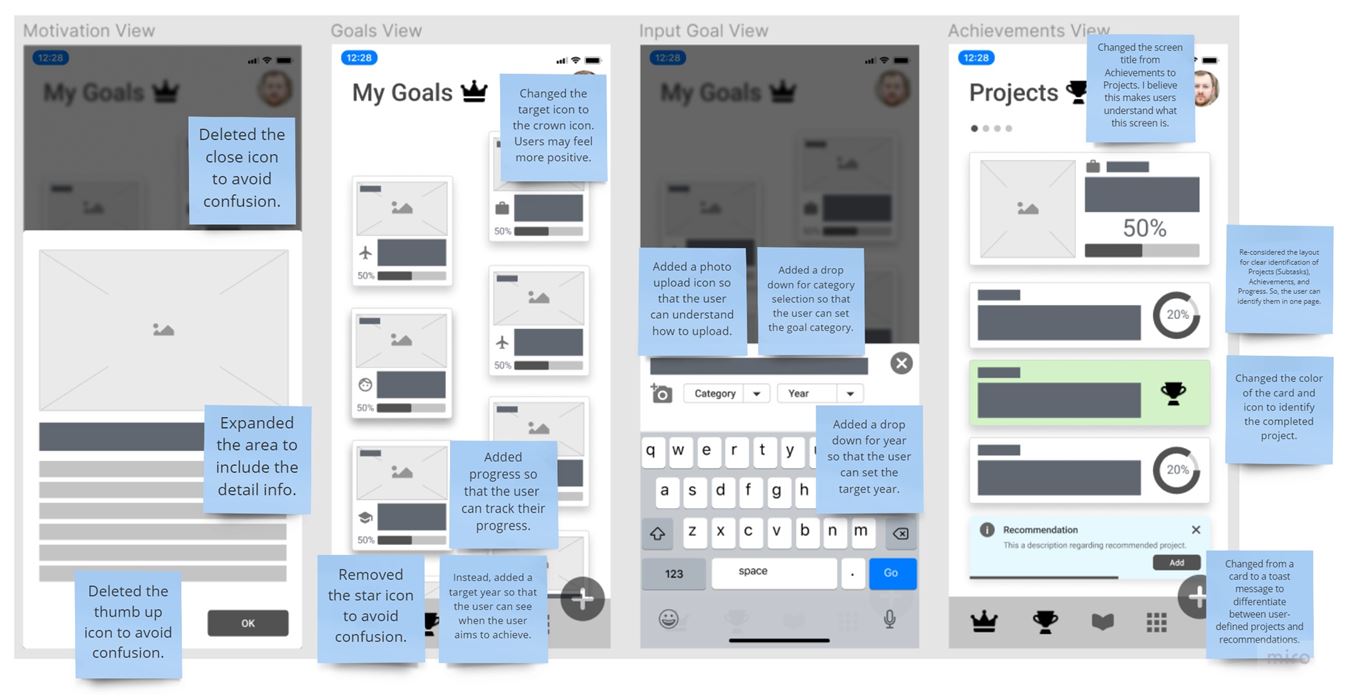 Motivation View
12:28
My Goals
Deleted the
close icon
to avoid
confusion.
Expanded
the area to
include the
detail info.
Deleted the
thumb up
icon to avoid
confusion.
OK
Goals View
12:28
My Goals
Changed the
target icon to
the crown icon.
Users may feel
more positive.
50%
50%
50%
50%
50%
Added
progress so
that the user
can track their
progress.
Removed
the star icon
to avoid
confusion.
Instead, added a
target year so that
the user can see
when the user
aims to achieve.
Input Goal View
12:28
My Goals
Added a photo
upload icon so
that the user
can understand
how to upload.
Added a drop
down for category
selection so that
the user can set
the goal category.
Category
Year
Added a drop
down for year
so that the user
can set the
target year.
q w e r t y
a s d f g h
z x c v b n m
123 space . Go
Achievements View
12:28
Projects
Changed the screen
title from
Achievements to
Projects. I believe
this makes users
understand what
this screen is.
50%
20%
20%
Recommendation
This a description regarding recommended project.
Add
Re-considered the layout
for clear identification of
Projects (Subtasks),
Achievements, and
Progress. So, the user can
identify them in one page.
Changed the color
of the card and
icon to identify
the completed
project.
Changed from a
card to a toast
message to
differentiate
between user-
defined projects and
recommendations.
miro